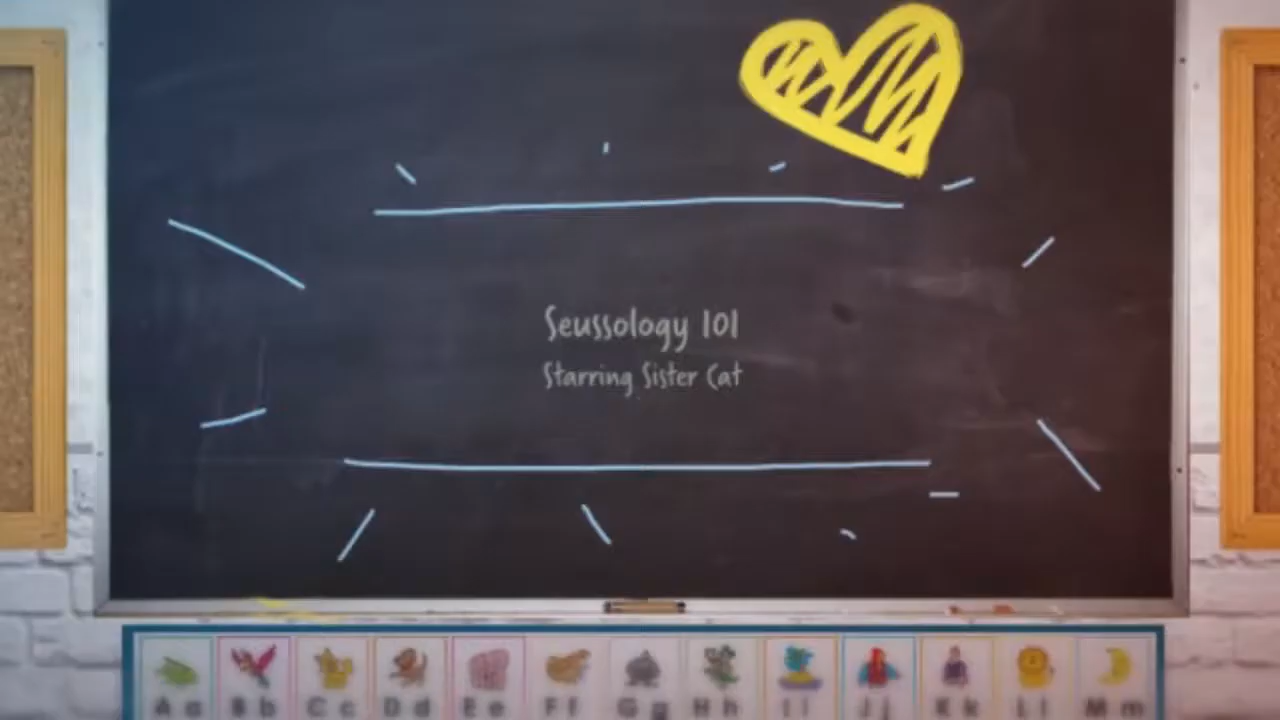 Seussology 101
Starring Sister Cat
A a B b C c D d E e F f G g H h I i J j K k L l M m